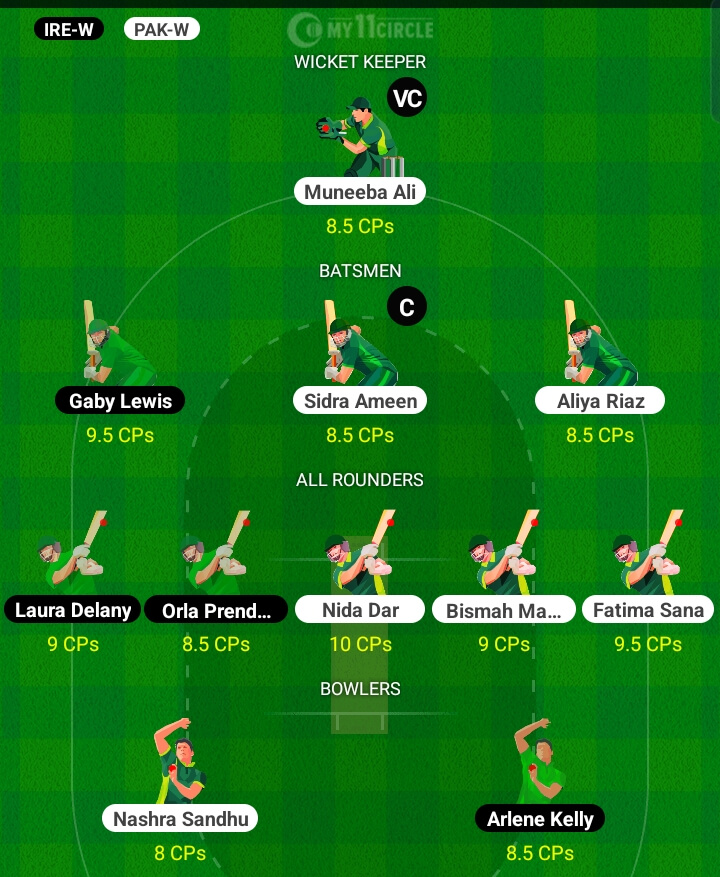 IRE-W PAK-W MY11CIRCLE
WICKET KEEPER
VC
Muneeba Ali
8.5 CPs
BATSMEN
C
Gaby Lewis Sidra Ameen Aliya Riaz
9.5 CPs 8.5 CPs 8.5 CPs
ALL ROUNDERS
Laura Delany Orla Prend... Nida Dar Bismah Ma... Fatima Sana
9 CPs 8.5 CPs 10 CPs 9 CPs 9.5 CPs
BOWLERS
Nashra Sandhu Arlene Kelly
8 CPs 8.5 CPs